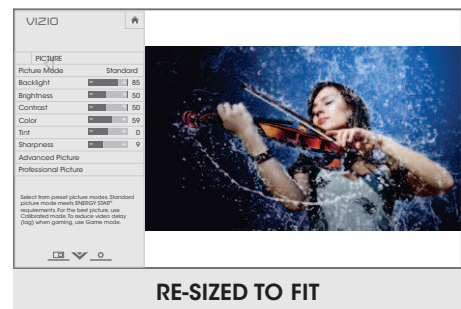 VIZIO
PICTURE
Picture Mode Standard
Backlight 85
Brightness 50
Contrast 50
Color 59
Tint 0
Sharpness 9
Advanced Picture
Professional Picture
Select from preset picture modes. Standard
picture mode meets ENERGY STAR®
requirements. For the best picture, use
Calibrated mode. To reduce video delay
(lag) when gaming, use Game mode.
RE-SIZED TO FIT